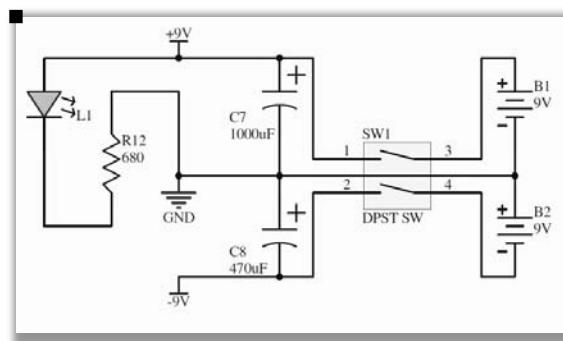 +9V
L1
R12
680
C7
1000uF
+
SW1
1
3
2
4
DPST SW
+
B1
9V
-
GND
C8
470uF
+
-9V
+
B2
9V
-